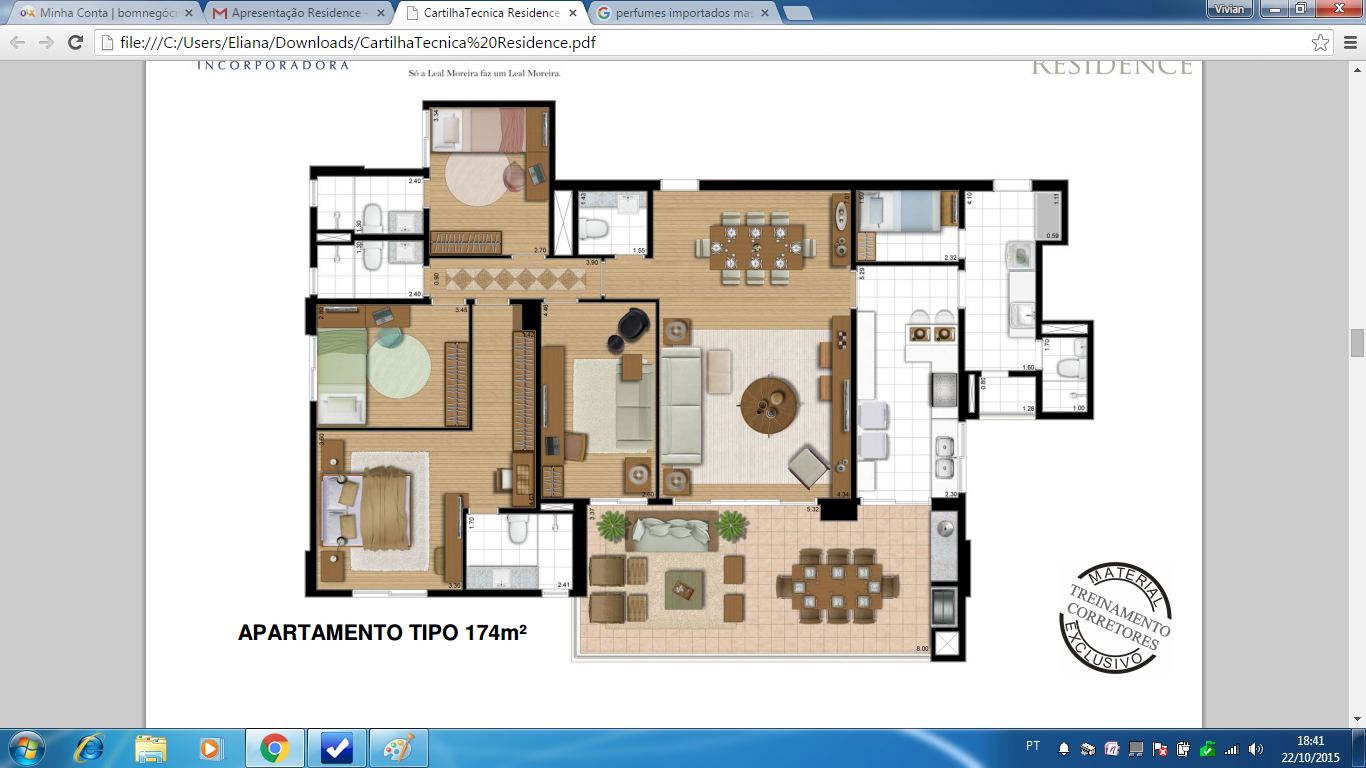 Minha Conta | bomnegóci
Apresentação Residence -
CartilhaTecnica Residence
perfumes importados mas
Vivian
file:///C:/Users/Eliana/Downloads/CartilhaTecnica%20Residence.pdf
INCORPORADORA
Só a Leal Moreira faz um Leal Moreira.
RESIDENCE
3.34
2.40
1.30
1.43
1.55
2.70
1.50
2.32
4.10
1.11
0.59
1.30
2.40
0.90
3.90
5.29
2.80
3.45
4.46
1.70
1.60
0.80
1.28
1.00
3.60
2.60
4.34
2.30
1.70
3.37
5.32
3.30
2.41
8.00
APARTAMENTO TIPO 174m²
MATERIAL
TREINAMENTO
CORRETORES
EXCLUSIVO
PT
18:41
22/10/2015